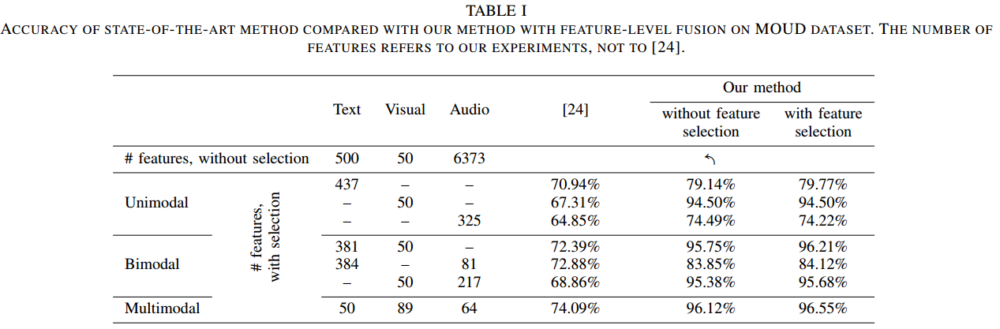 TABLE I
ACCURACY OF STATE-OF-THE-ART METHOD COMPARED WITH OUR METHOD WITH FEATURE-LEVEL FUSION ON MOUD DATASET. THE NUMBER OF
FEATURES REFERS TO OUR EXPERIMENTS, NOT TO [24].
Our method
Text Visual Audio [24] without feature selection with feature selection
# features, without selection 500 50 6373
# features, with selection
437 – – 70.94% 79.14% 79.77%
Unimodal – 50 – 67.31% 94.50% 94.50%
– – 325 64.85% 74.49% 74.22%
381 50 – 72.39% 95.75% 96.21%
Bimodal 384 – 81 72.88% 83.85% 84.12%
– 50 217 68.86% 95.38% 95.68%
Multimodal 50 89 64 74.09% 96.12% 96.55%